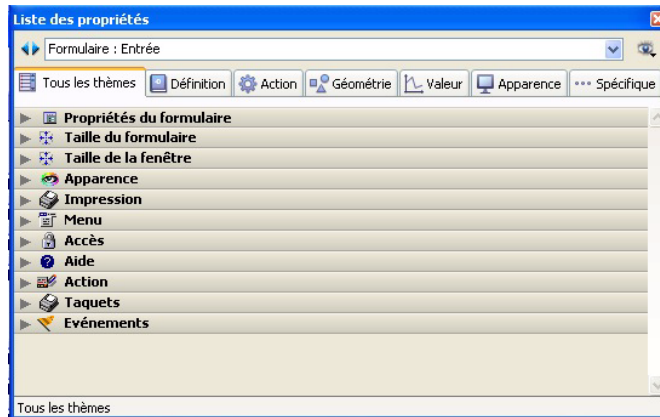 Liste des propriétés
Formulaire : Entrée
Tous les thèmes Définition Action Géométrie Valeur Apparence Spécifique
Propriétés du formulaire
Taille du formulaire
Taille de la fenêtre
Apparence
Impression
Menu
Accès
Aide
Action
Taquets
Evénements
Tous les thèmes